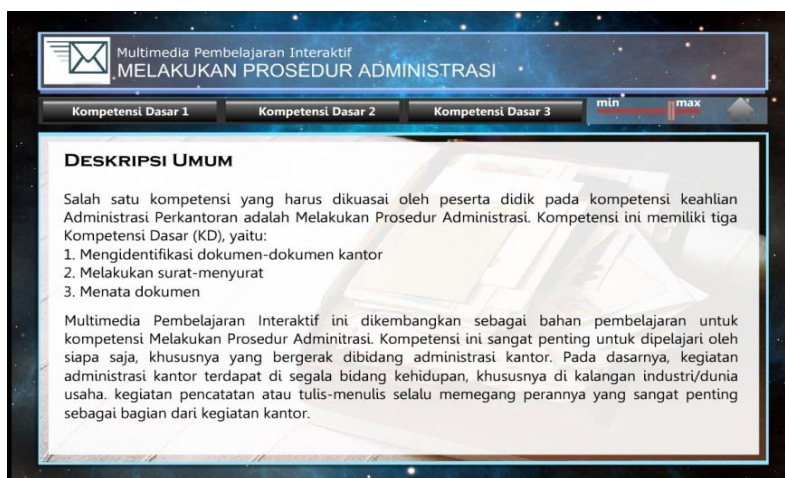 Multimedia Pembelajaran Interaktif
MELAKUKAN PROSEDUR ADMINISTRASI
Kompetensi Dasar 1 Kompetensi Dasar 2 Kompetensi Dasar 3 min max
DESKRIPSI UMUM
Salah satu kompetensi yang harus dikuasai oleh peserta didik pada kompetensi keahlian
Administrasi Perkantoran adalah Melakukan Prosedur Administrasi. Kompetensi ini memiliki tiga
Kompetensi Dasar (KD), yaitu:
1. Mengidentifikasi dokumen-dokumen kantor
2. Melakukan surat-menyurat
3. Menata dokumen
Multimedia Pembelajaran Interaktif ini dikembangkan sebagai bahan pembelajaran untuk
kompetensi Melakukan Prosedur Adminitrasi. Kompetensi ini sangat penting untuk dipelajari oleh
siapa saja, khususnya yang bergerak dibidang administrasi kantor. Pada dasarnya, kegiatan
administrasi kantor terdapat di segala bidang kehidupan, khususnya di kalangan industri/dunia
usaha. kegiatan pencatatan atau tulis-menulis selalu memegang perannya yang sangat penting
sebagai bagian dari kegiatan kantor.